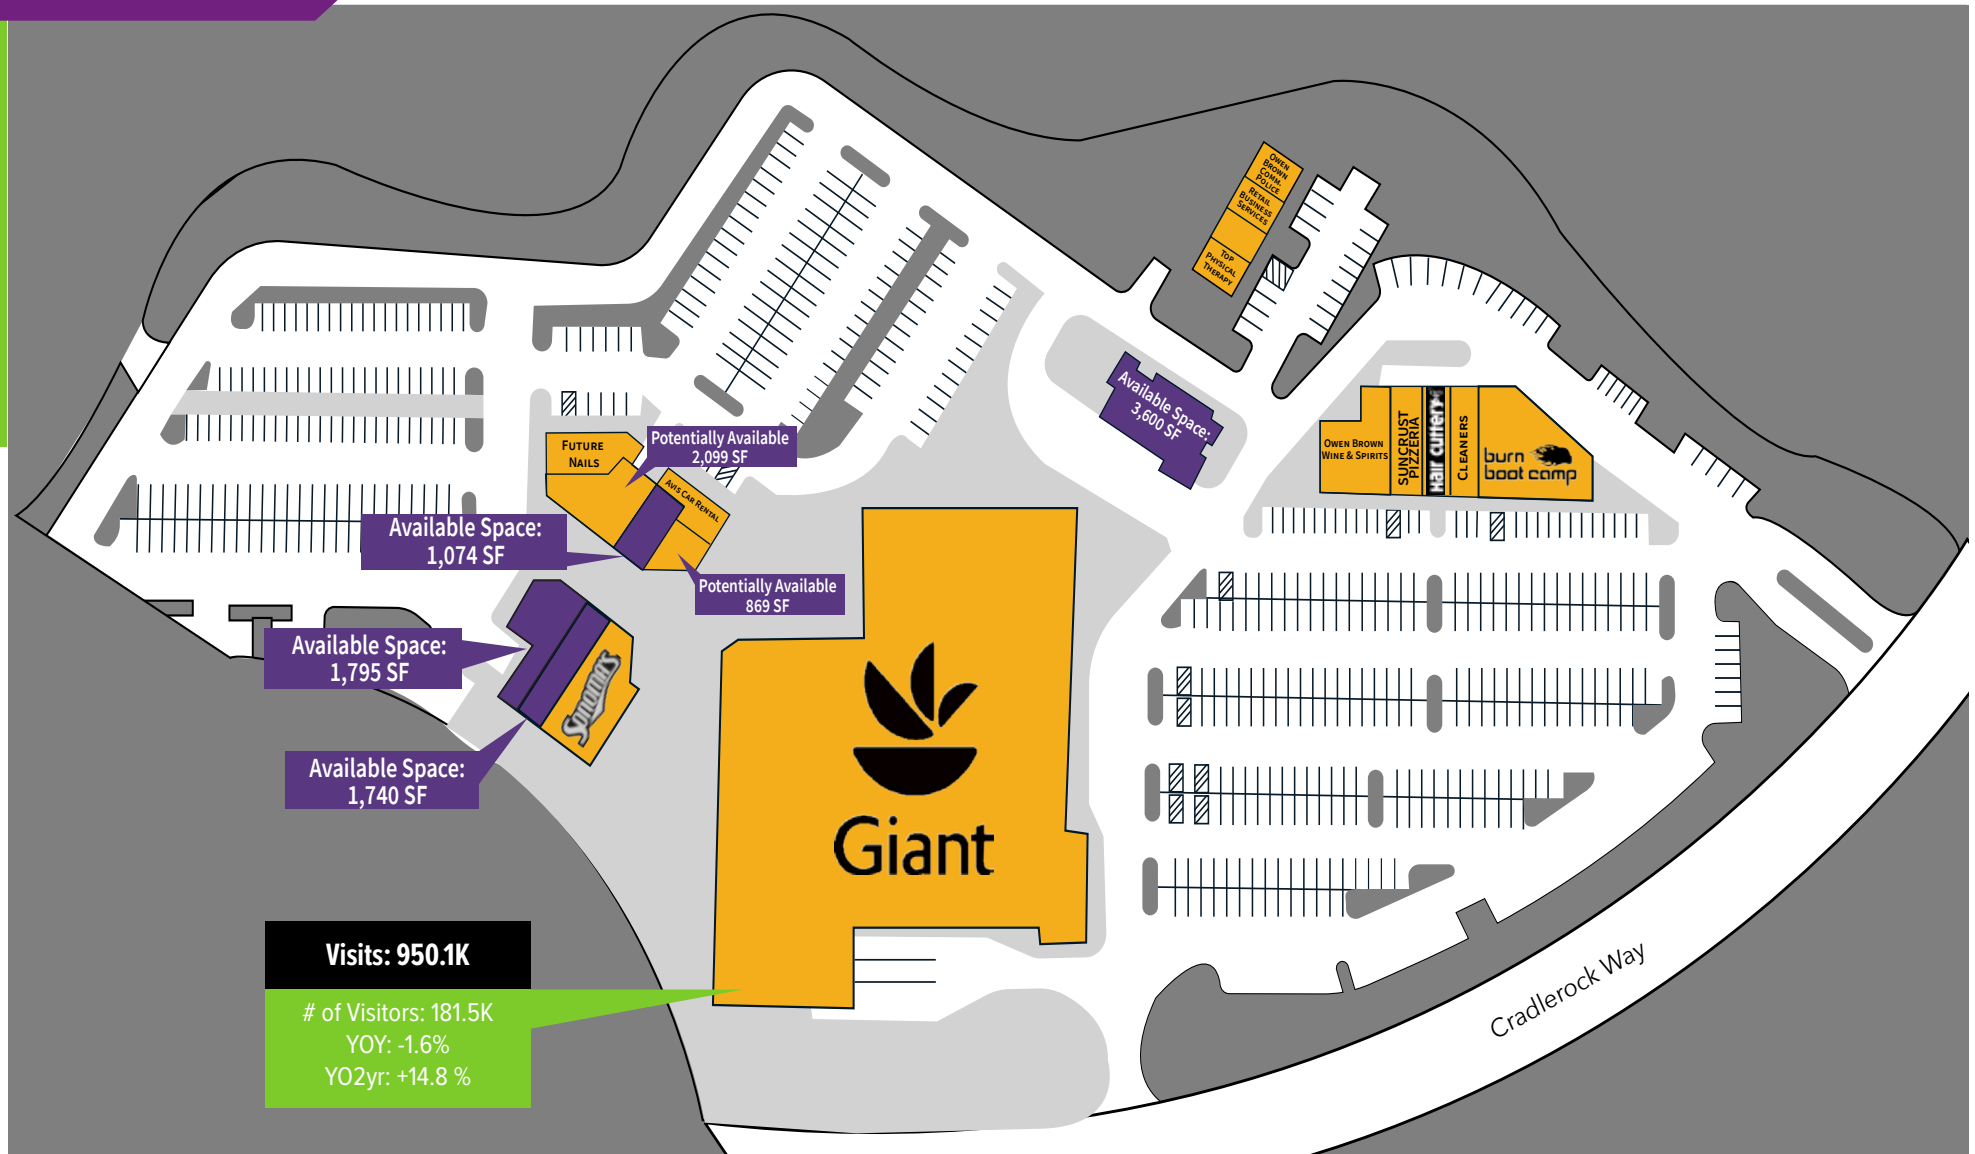 OWEN
BROWN
COMM.
POLICE
RETAIL
BUSINESS
SERVICES
TOP
PHYSICAL
THERAPY
Available Space:
3,600 SF
OWEN BROWN
WINE & SPIRITS
SUNCRUST
PIZZERIA
Hair cuttery
CLEANERS
burn
boot camp
FUTURE
NAILS
Potentially Available
2,099 SF
AVIS CAR RENTAL
Available Space:
1,074 SF
Potentially Available
869 SF
Available Space:
1,795 SF
SONOMA'S
Available Space:
1,740 SF
Giant
Visits: 950.1K
# of Visitors: 181.5K
YOY: -1.6%
YO2yr: +14.8 %
Cradlerock Way